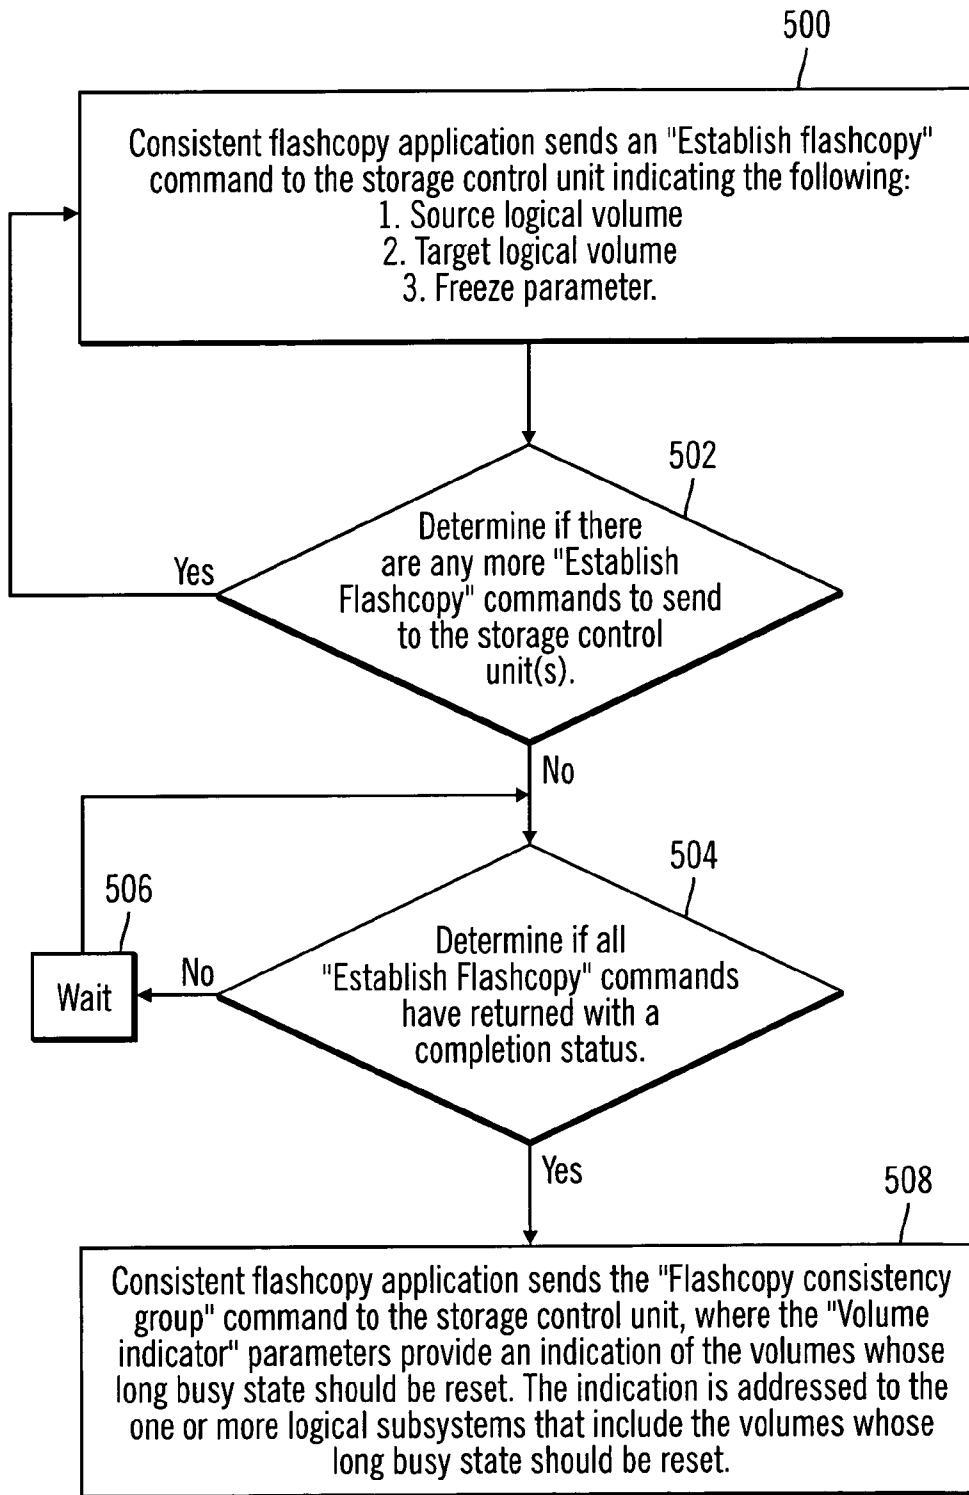 500
Consistent flashcopy application sends an "Establish flashcopy"
command to the storage control unit indicating the following:
1. Source logical volume
2. Target logical volume
3. Freeze parameter.
502
Determine if there
are any more "Establish
Flashcopy" commands to send
to the storage control
unit(s).
Yes
No
504
506
Determine if all
"Establish Flashcopy" commands
have returned with a
completion status.
No
Wait
Yes
508
Consistent flashcopy application sends the "Flashcopy consistency
group" command to the storage control unit, where the "Volume
indicator" parameters provide an indication of the volumes whose
long busy state should be reset. The indication is addressed to the
one or more logical subsystems that include the volumes whose
long busy state should be reset.